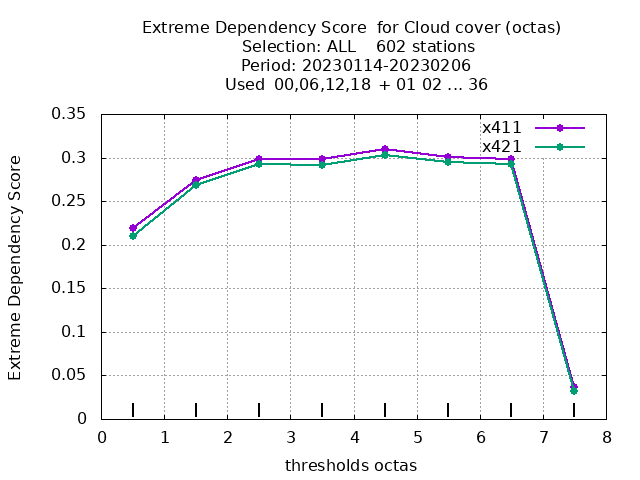 Extreme Dependency Score  for Cloud cover (octas)
Selection: ALL    602 stations
Period: 20230114-20230206
Used  00,06,12,18  + 01 02 ... 36
0.35
0.3
0.25
0.2
0.15
0.1
0.05
0
Extreme Dependency Score
x411
x421
0 1 2 3 4 5 6 7 8
thresholds octas